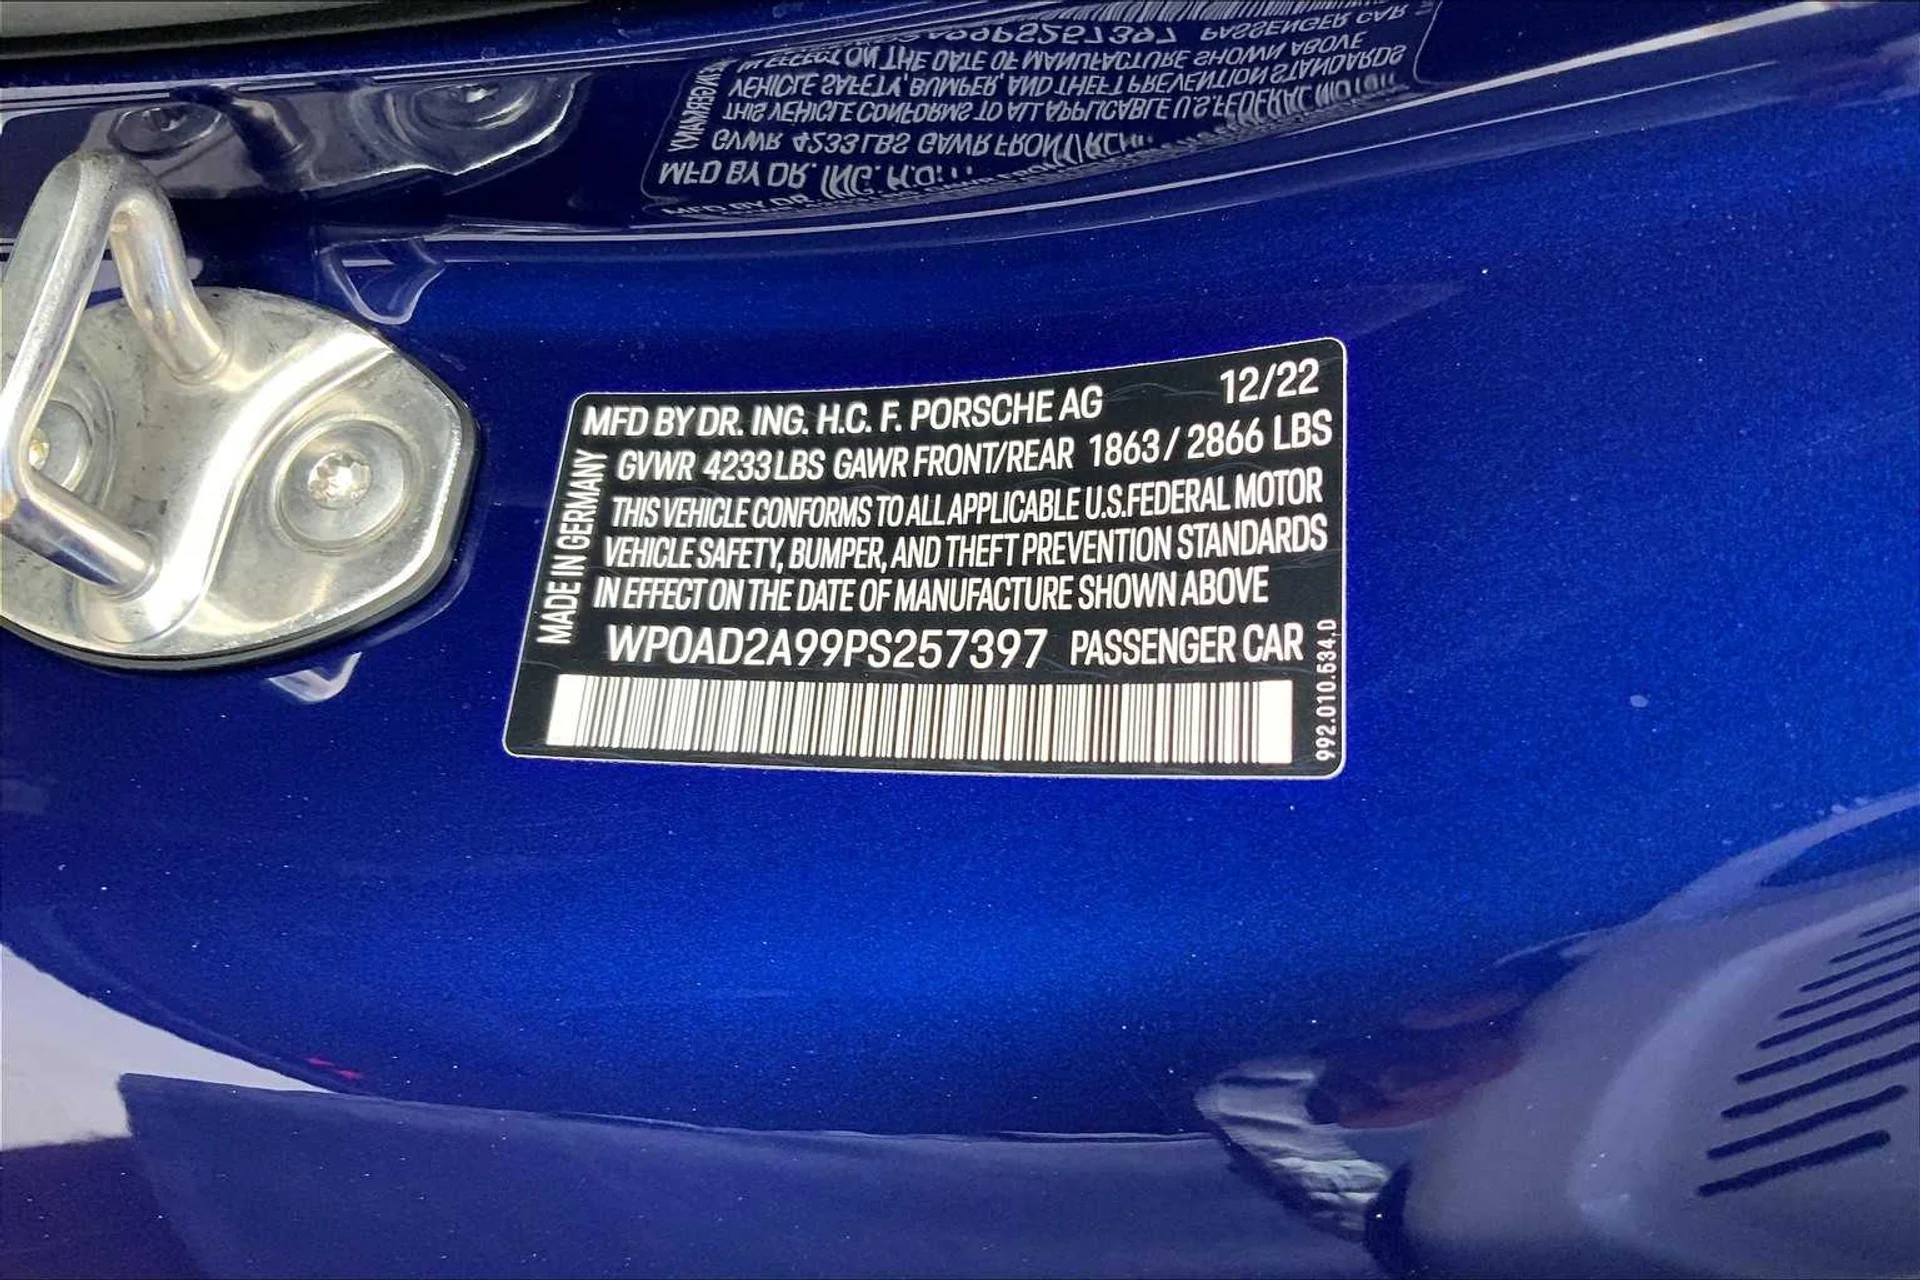 MFD BY DR. ING. H.C. F. PORSCHE AG 12/22
GVWR 4233 LBS GAWR FRONT/REAR 1863 / 2866 LBS
THIS VEHICLE CONFORMS TO ALL APPLICABLE U.S. FEDERAL MOTOR
VEHICLE SAFETY, BUMPER, AND THEFT PREVENTION STANDARDS
IN EFFECT ON THE DATE OF MANUFACTURE SHOWN ABOVE
WP0AD2A99PS257397 PASSENGER CAR
MADE IN GERMANY
992.010.534.D